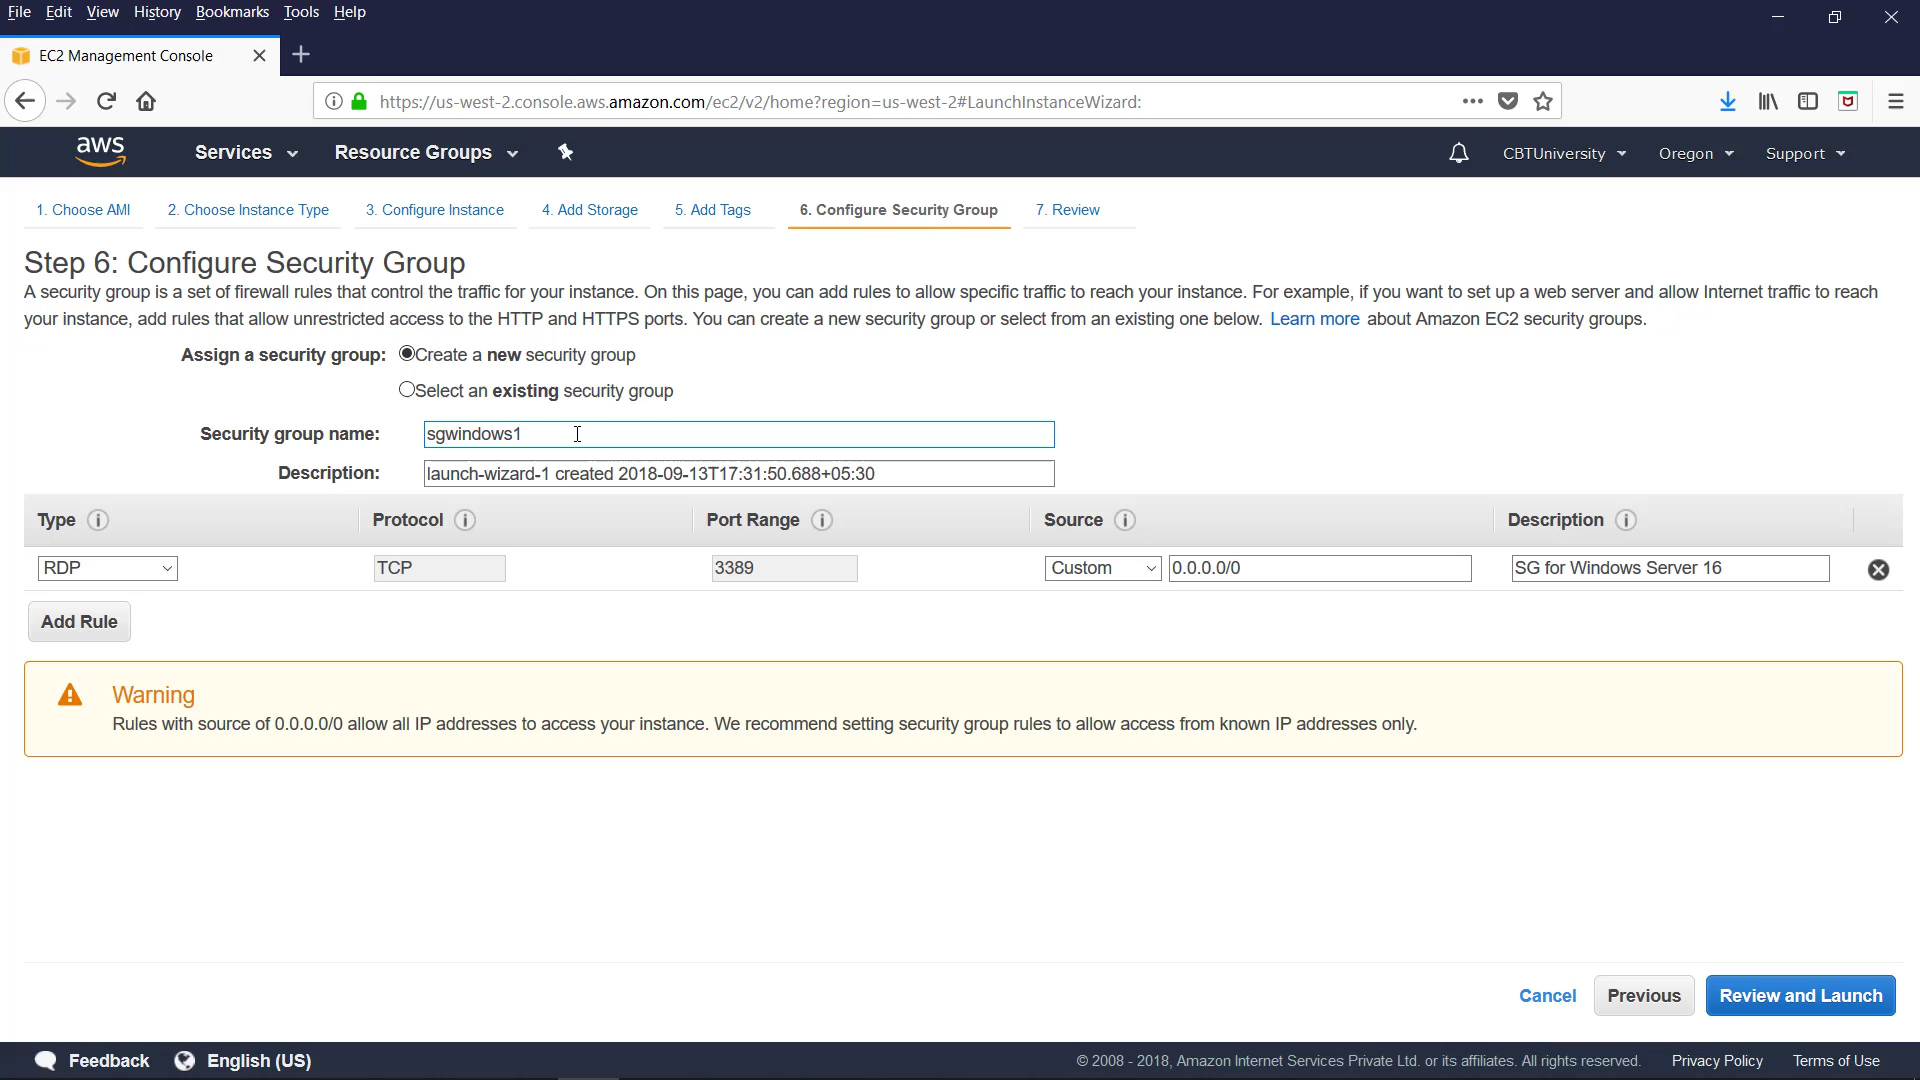 File Edit View History Bookmarks Tools Help
EC2 Management Console
https://us-west-2.console.aws.amazon.com/ec2/v2/home?region=us-west-2#LaunchInstanceWizard:
aws Services Resource Groups CBTUniversity Oregon Support
1. Choose AMI 2. Choose Instance Type 3. Configure Instance 4. Add Storage 5. Add Tags 6. Configure Security Group 7. Review
Step 6: Configure Security Group
A security group is a set of firewall rules that control the traffic for your instance. On this page, you can add rules to allow specific traffic to reach your instance. For example, if you want to set up a web server and allow Internet traffic to reach
your instance, add rules that allow unrestricted access to the HTTP and HTTPS ports. You can create a new security group or select from an existing one below. Learn more about Amazon EC2 security groups.
Assign a security group: Create a new security group
Select an existing security group
Security group name: sgwindows1
Description: launch-wizard-1 created 2018-09-13T17:31:50.688+05:30
Type Protocol Port Range Source Description
RDP TCP 3389 Custom 0.0.0.0/0 SG for Windows Server 16
Add Rule
Warning
Rules with source of 0.0.0.0/0 allow all IP addresses to access your instance. We recommend setting security group rules to allow access from known IP addresses only.
Cancel Previous Review and Launch
Feedback English (US) © 2008 - 2018, Amazon Internet Services Private Ltd. or its affiliates. All rights reserved. Privacy Policy Terms of Use